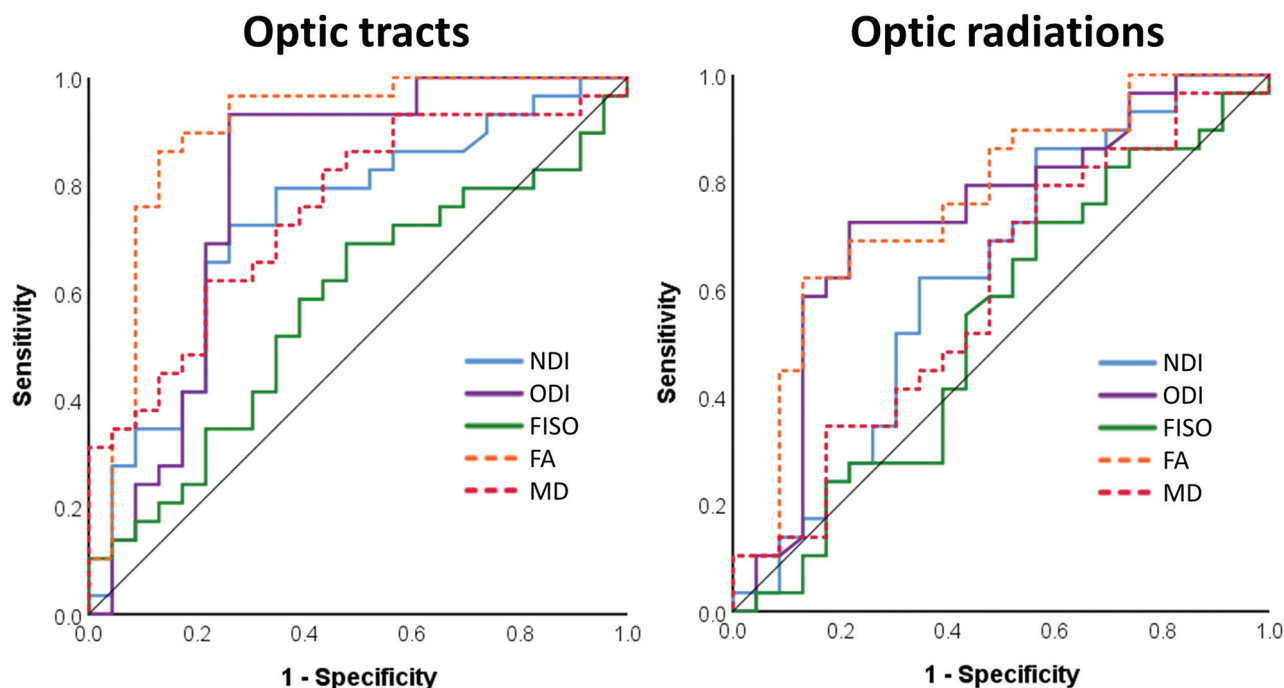 Optic tracts
1.0
0.8
0.6
0.4
0.2
0.0
Sensitivity
NDI
ODI
FISO
FA
MD
0.0 0.2 0.4 0.6 0.8 1.0
1 - Specificity
Optic radiations
1.0
0.8
0.6
0.4
0.2
0.0
Sensitivity
NDI
ODI
FISO
FA
MD
0.0 0.2 0.4 0.6 0.8 1.0
1 - Specificity